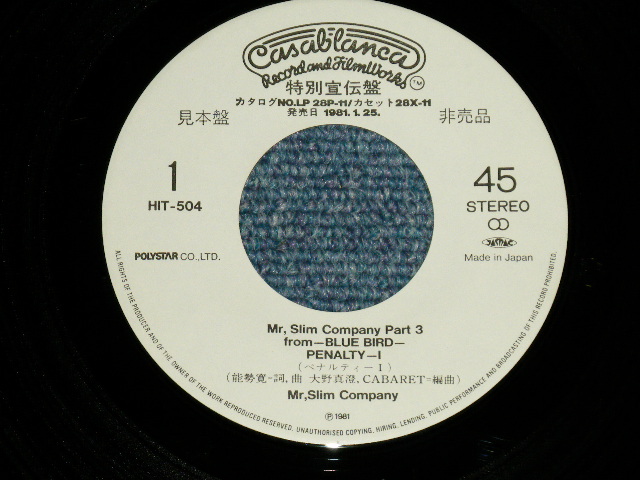 Casablanca
Record and FilmWorks
TM
特別宣伝盤
カタログNO.LP 28P-11/カセット28X-11
発売日 1981. 1. 25.
見本盤
非売品
1
45
HIT-504
STEREO
JASRAC
POLYSTAR CO.,LTD.
Made in Japan
Mr, Slim Company Part 3
from—BLUE BIRD—
PENALTY—I
(ペナルティーI)
(能勢寛=詞,曲 大野真澄, CABARET=編曲)
Mr,Slim Company
Ⓟ1981
ALL RIGHTS OF THE PRODUCER AND OF THE OWNER OF THE WORK REPRODUCED RESERVED. UNAUTHORISED COPYING, HIRING, LENDING, PUBLIC PERFORMANCE AND BROADCASTING OF THIS RECORD PROHIBITED.